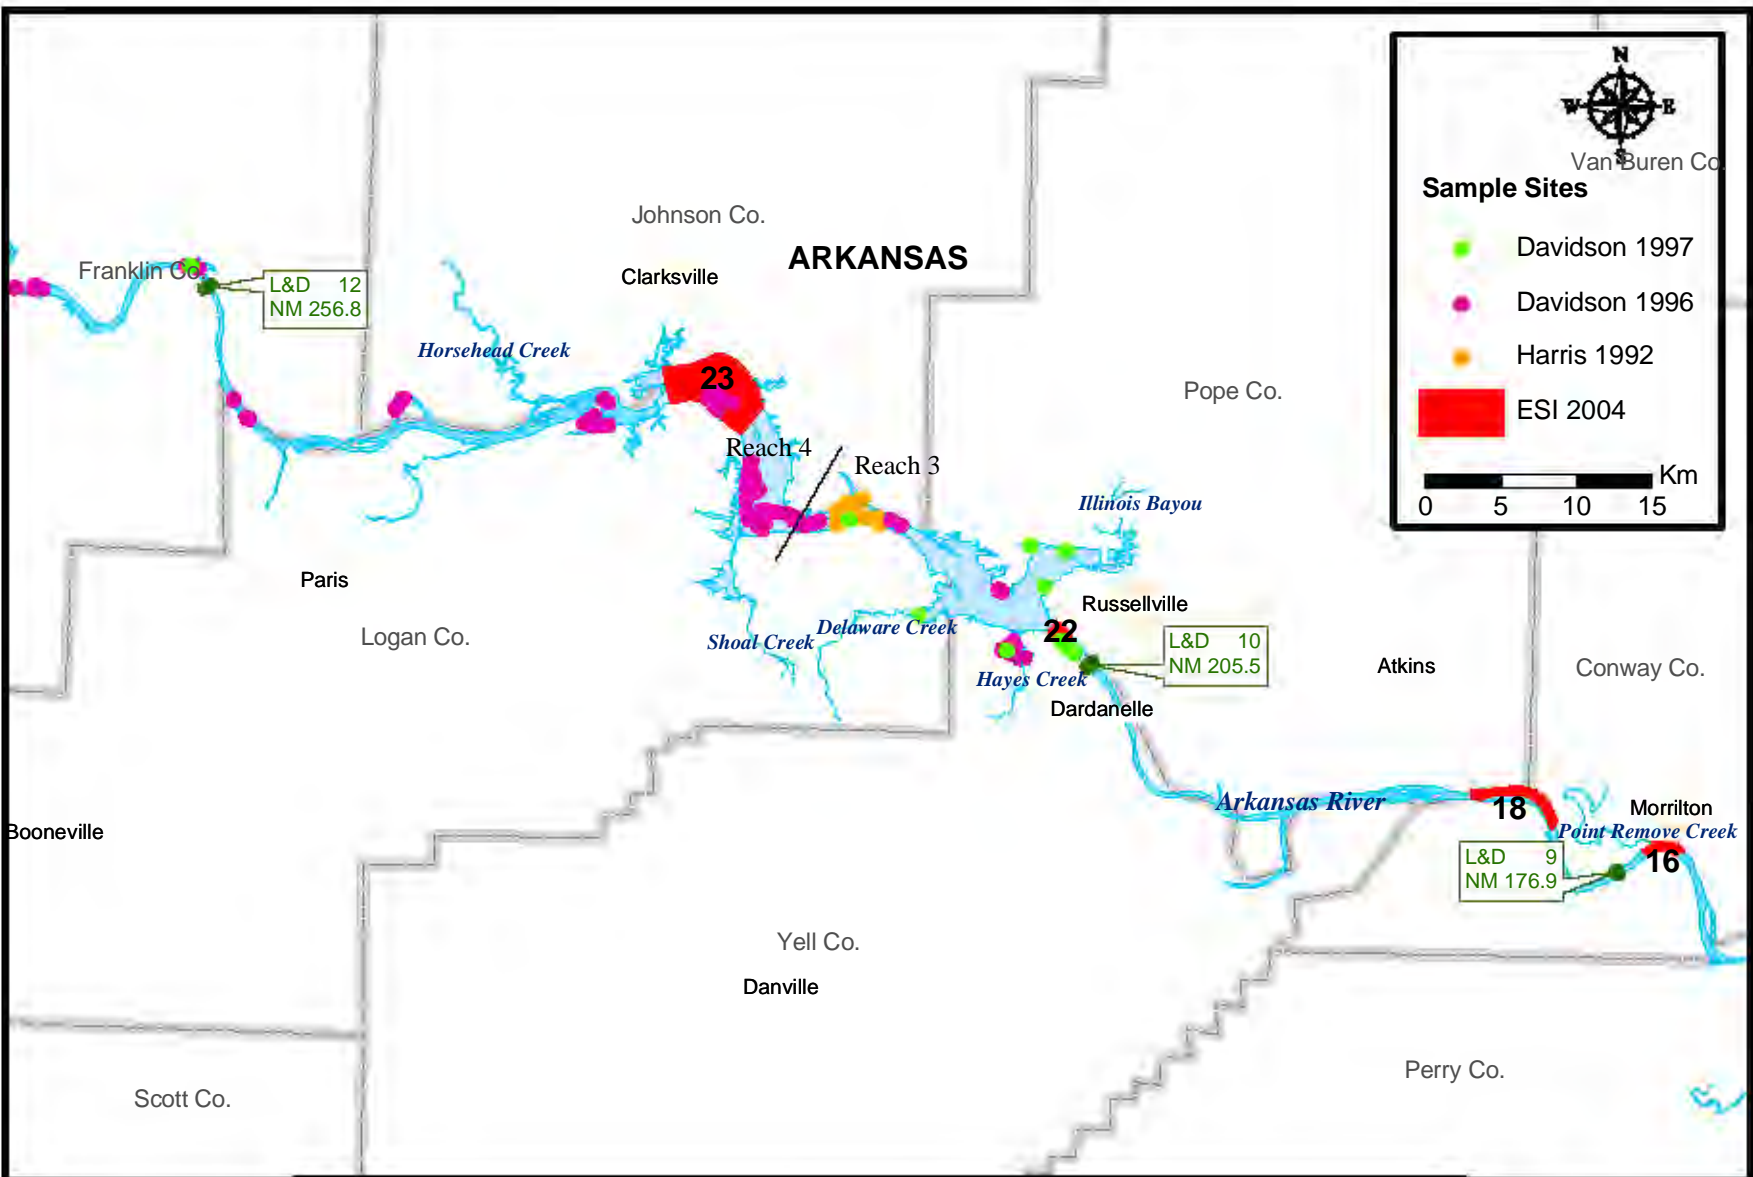 N
W E
S
Van Buren Co.
Sample Sites
Davidson 1997
Davidson 1996
Harris 1992
ESI 2004
Km
0 5 10 15
Johnson Co.
ARKANSAS
Clarksville
Franklin Co.
L&D 12
NM 256.8
Horsehead Creek
23
Pope Co.
Reach 4
Reach 3
Illinois Bayou
Paris
Russellville
Logan Co.
Shoal Creek
Delaware Creek
22
L&D 10
NM 205.5
Hayes Creek
Atkins
Conway Co.
Dardanelle
Arkansas River
18
Morrilton
Booneville
Point Remove Creek
L&D 9
NM 176.9
16
Yell Co.
Danville
Scott Co.
Perry Co.